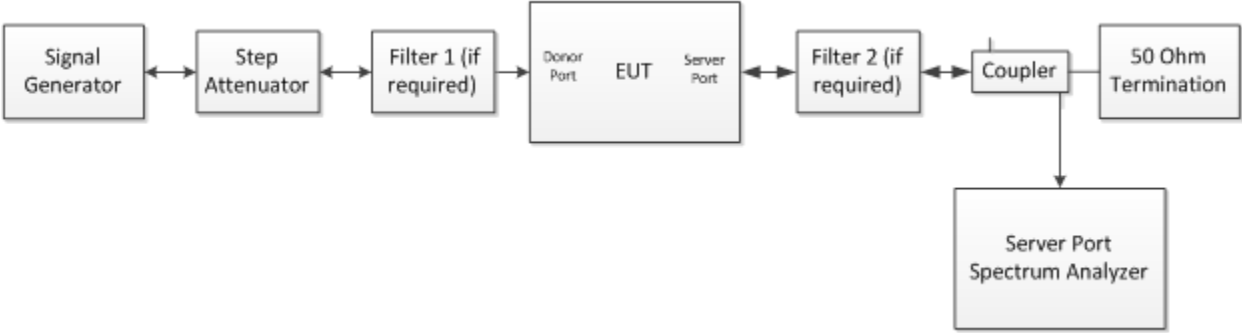 Signal
Generator
Step
Attenuator
Filter 1 (if
required)
Donor
Port
EUT
Server
Port
Filter 2 (if
required)
Coupler
50 Ohm
Termination
Server Port
Spectrum Analyzer